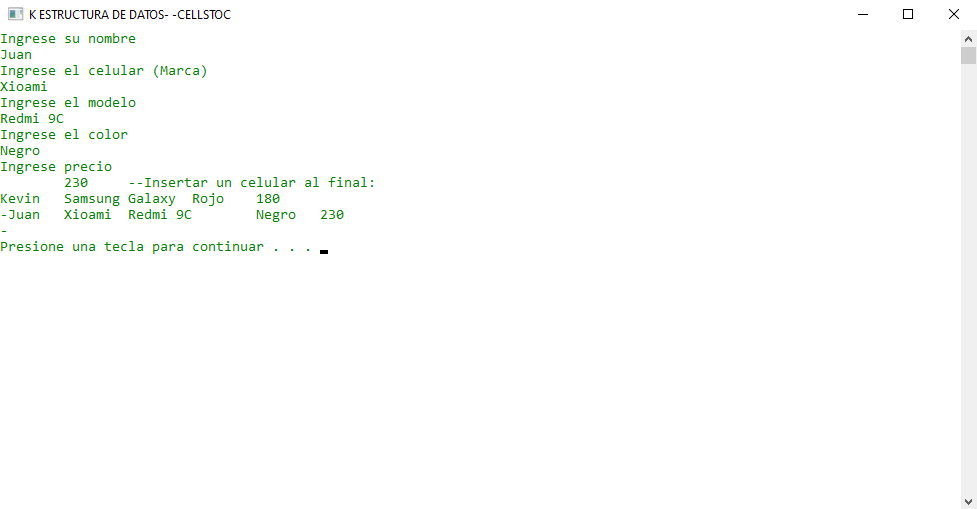 K ESTRUCTURA DE DATOS- -CELLSTOC
Ingrese su nombre
Juan
Ingrese el celular (Marca)
Xioami
Ingrese el modelo
Redmi 9C
Ingrese el color
Negro
Ingrese precio
230 --Insertar un celular al final:
Kevin Samsung Galaxy Rojo 180
-Juan Xioami Redmi 9C Negro 230
-
Presione una tecla para continuar . . .